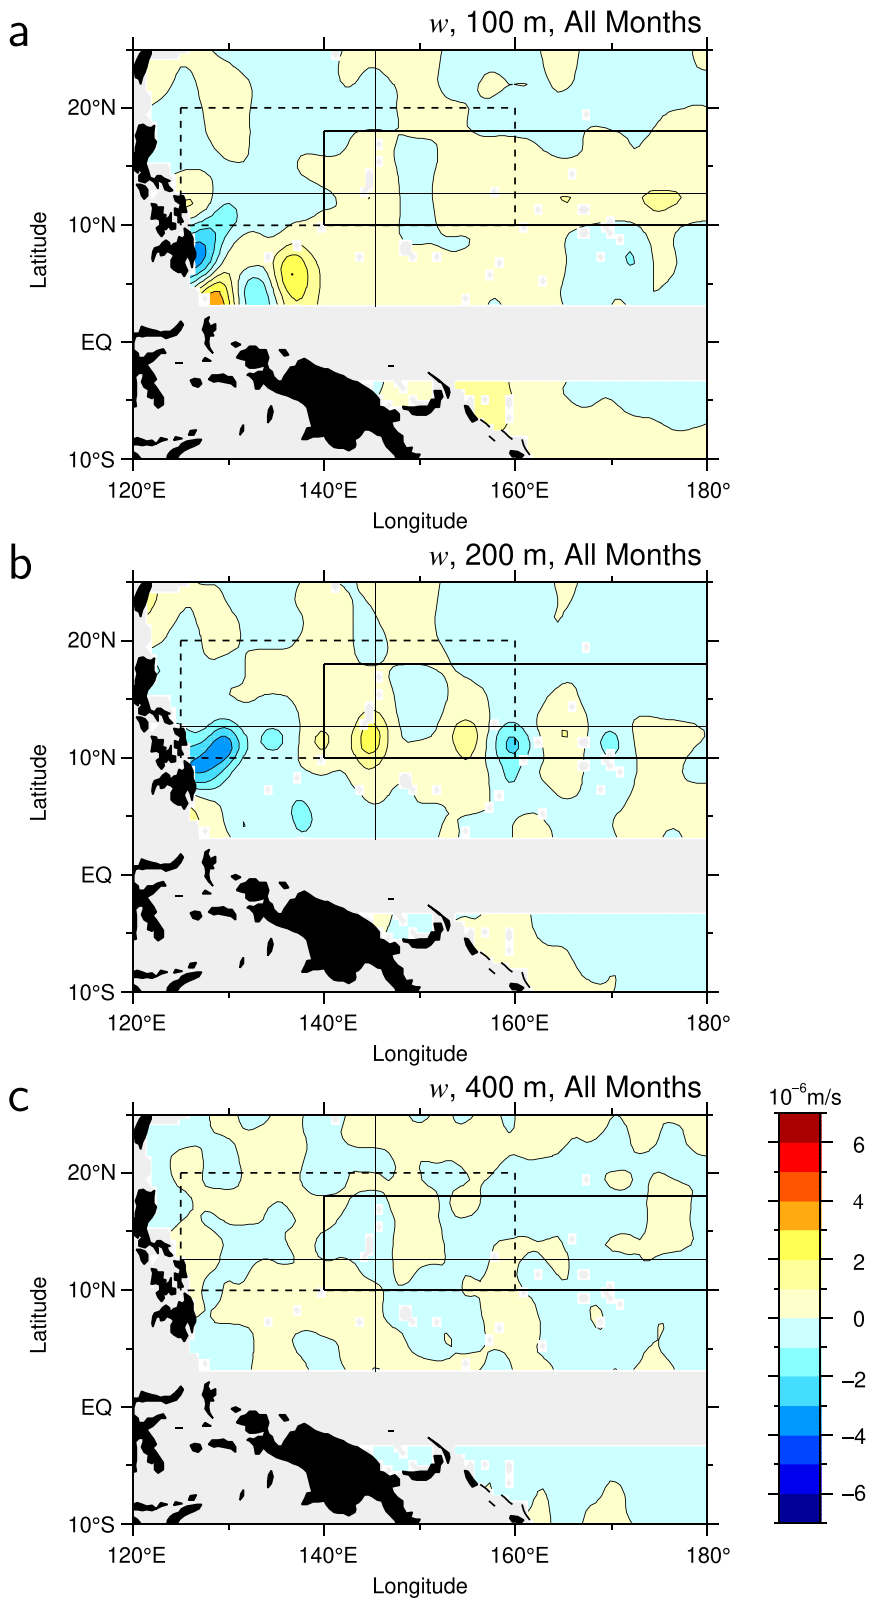 a
w, 100 m, All Months
20°N
10°N
EQ
10°S
Latitude
120°E 140°E 160°E 180°
Longitude
b
w, 200 m, All Months
20°N
10°N
EQ
10°S
Latitude
120°E 140°E 160°E 180°
Longitude
c
w, 400 m, All Months
20°N
10°N
EQ
10°S
Latitude
120°E 140°E 160°E 180°
Longitude
10⁻⁶m/s
6
4
2
0
−2
−4
−6